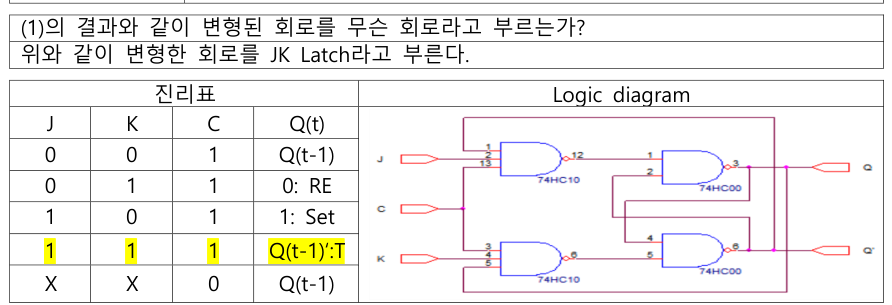 (1)의 결과와 같이 변형된 회로를 무슨 회로라고 부르는가?
위와 같이 변형한 회로를 JK Latch라고 부른다.
진리표 Logic diagram
J K C Q(t)
0 0 1 Q(t-1)
0 1 1 0: RE
1 0 1 1: Set
1 1 1 Q(t-1)‘:T
X X 0 Q(t-1)
J 1 2 13 12 74HC10
1 2 3 74HC00 Q
C
K 3 4 5 6 74HC10
4 5 6 74HC00 Q'